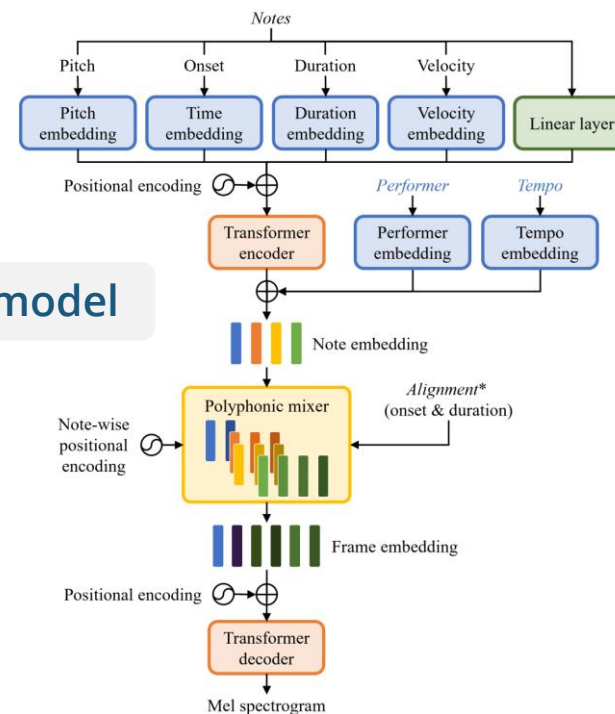 Notes
Pitch
Onset
Duration
Velocity
Pitch
embedding
Time
embedding
Duration
embedding
Velocity
embedding
Linear layer
Positional encoding
Performer
Tempo
Transformer
encoder
Performer
embedding
Tempo
embedding
model
Note embedding
Alignment*
(onset & duration)
Polyphonic mixer
Note-wise
positional
encoding
Frame embedding
Positional encoding
Transformer
decoder
Mel spectrogram